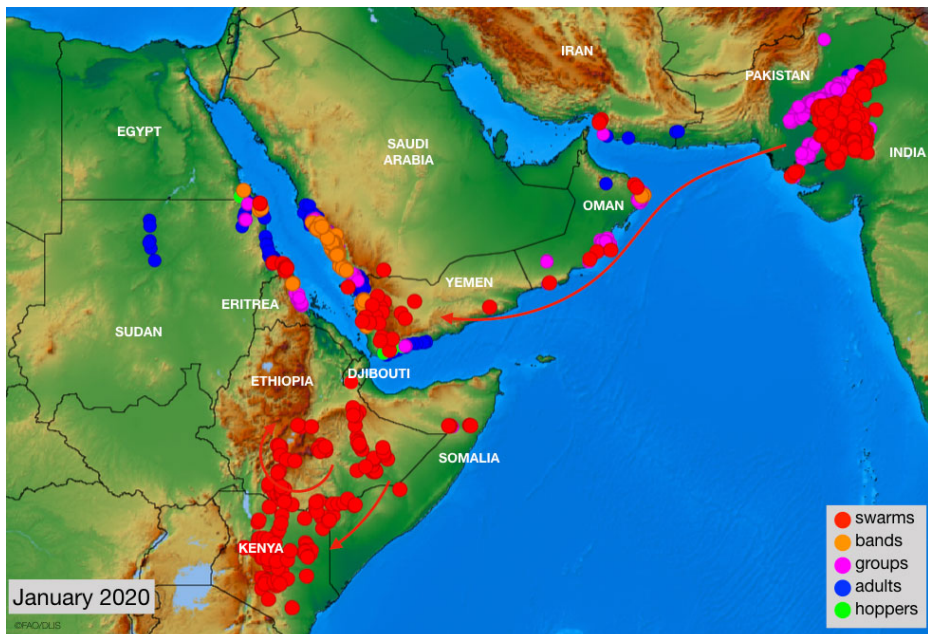 IRAN
PAKISTAN
EGYPT
SAUDI
ARABIA
INDIA
OMAN
YEMEN
ERITREA
SUDAN
DJIBOUTI
ETHIOPIA
SOMALIA
KENYA
swarms
bands
groups
adults
hoppers
January 2020
©FAO/DLIS